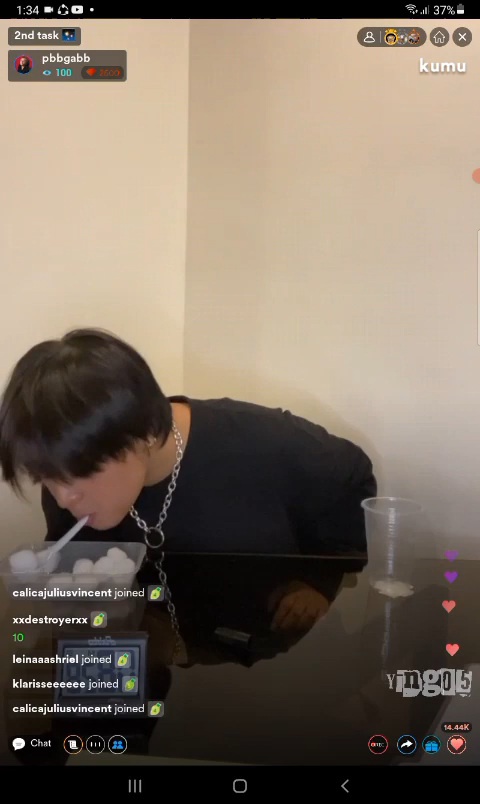 1:34
37%
2nd task
pbbgabb
100
kumu
calicajuliusvincent joined
xxdestroyerxx
10
leinaaashriel joined
klarisseeeeee joined
calicajuliusvincent joined
Yingo5
14.44K
Chat